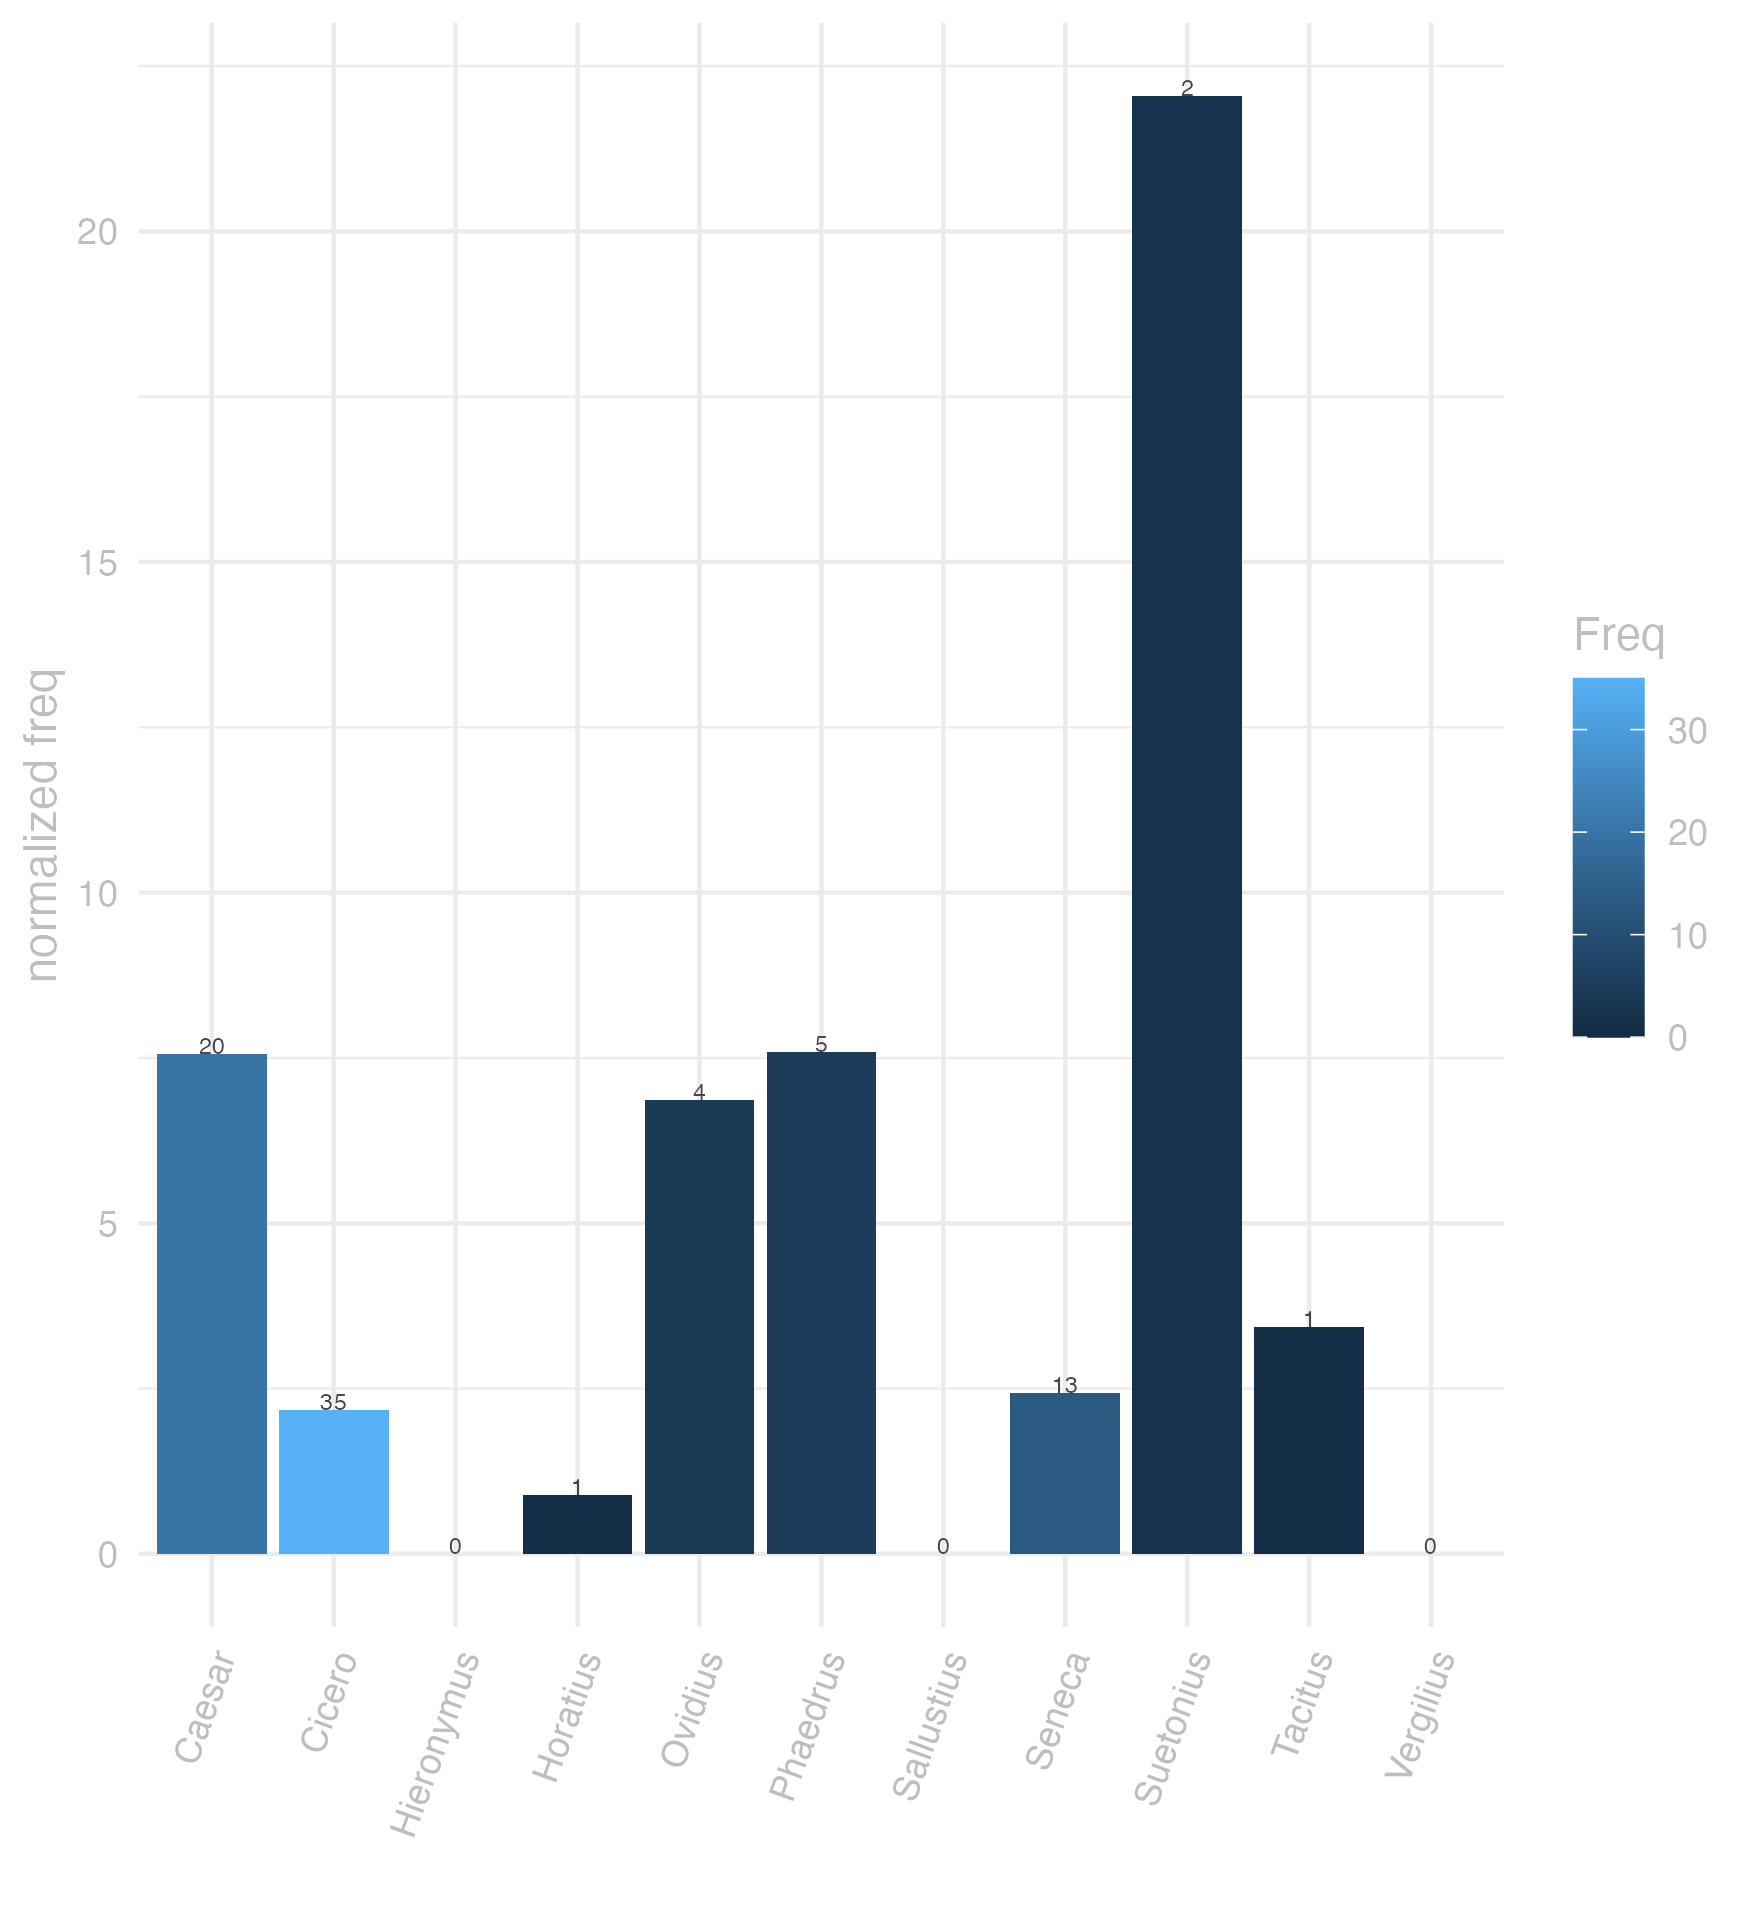 normalized freq
20
15
10
5
0
20
35
0
1
4
5
0
13
2
1
0
Caesar
Cicero
Hieronymus
Horatius
Ovidius
Phaedrus
Sallustius
Seneca
Suetonius
Tacitus
Vergilius
Freq
30
20
10
0